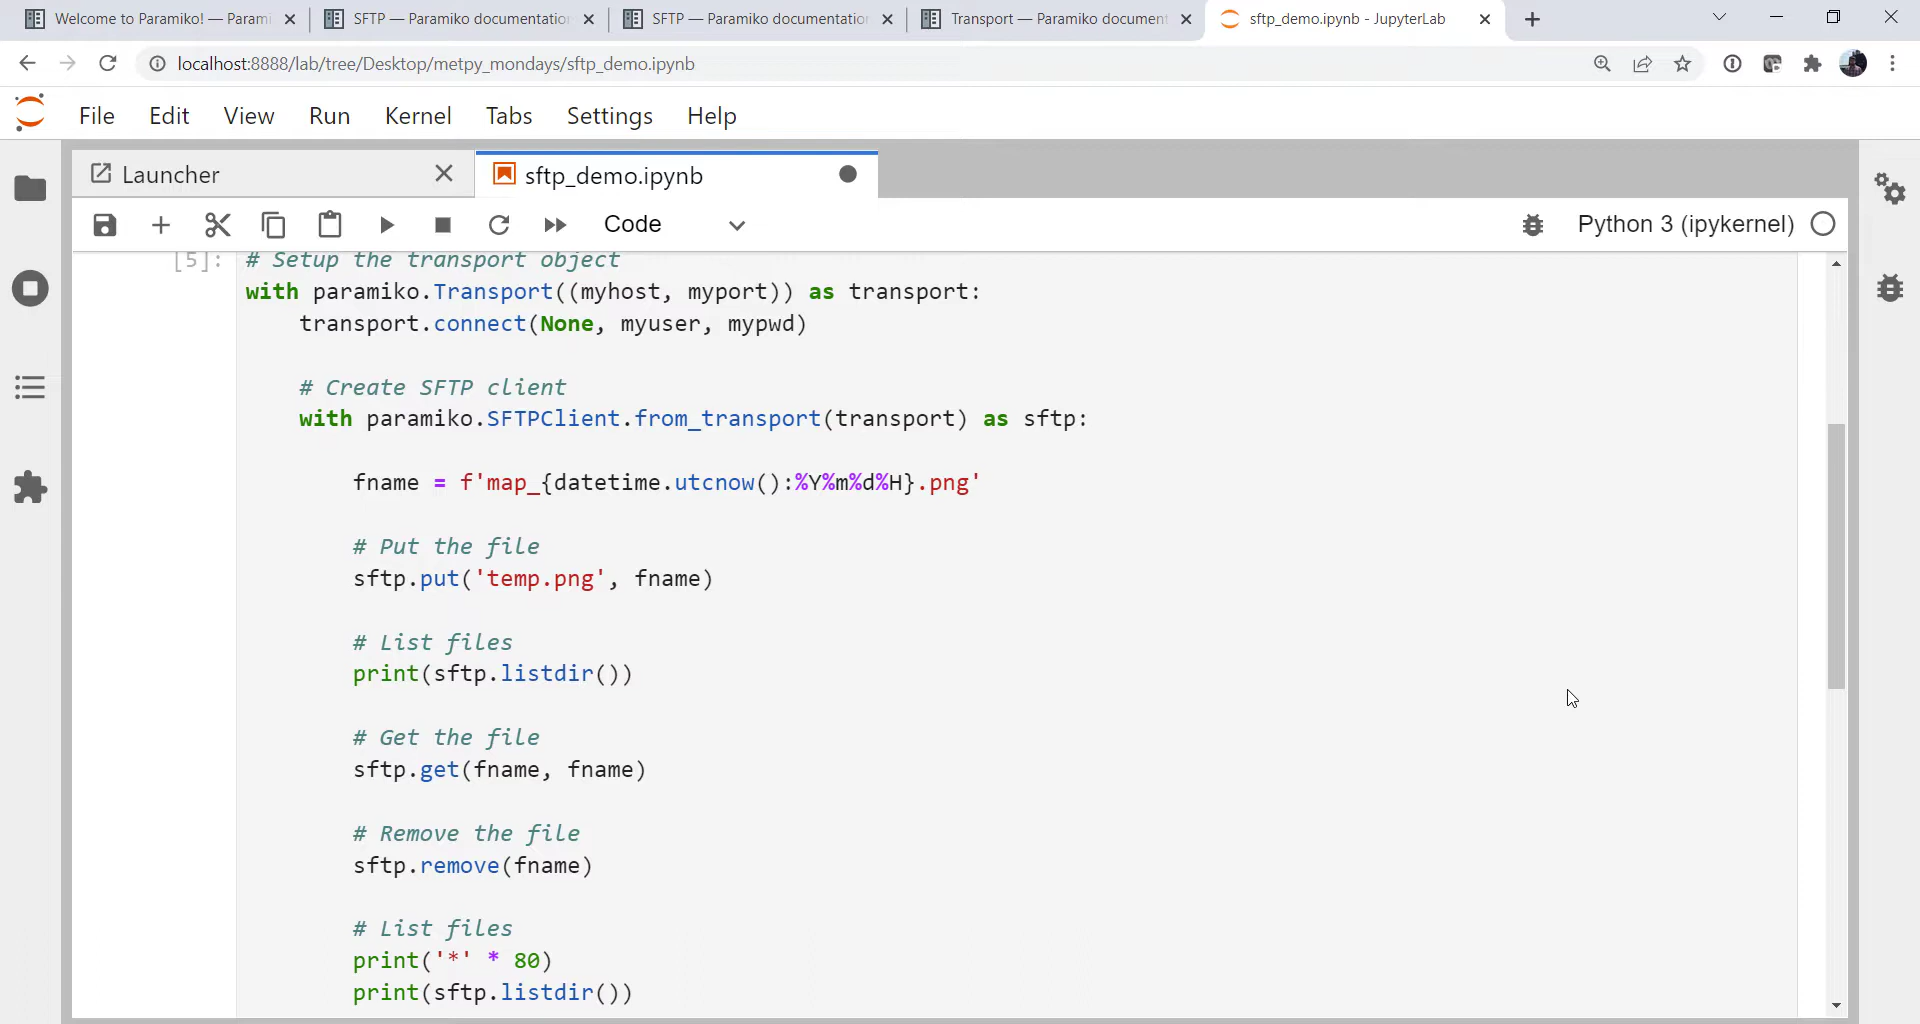 Welcome to Paramiko! — Parami
SFTP — Paramiko documentation
SFTP — Paramiko documentation
Transport — Paramiko document
sftp_demo.ipynb - JupyterLab
localhost:8888/lab/tree/Desktop/metpy_mondays/sftp_demo.ipynb
File Edit View Run Kernel Tabs Settings Help
Launcher
sftp_demo.ipynb
Code
Python 3 (ipykernel)
[5]: # Setup the transport object
with paramiko.Transport((myhost, myport)) as transport:
    transport.connect(None, myuser, mypwd)
    # Create SFTP client
    with paramiko.SFTPClient.from_transport(transport) as sftp:
        fname = f'map_{datetime.utcnow():%Y%m%d%H}.png'
        # Put the file
        sftp.put('temp.png', fname)
        # List files
        print(sftp.listdir())
        # Get the file
        sftp.get(fname, fname)
        # Remove the file
        sftp.remove(fname)
        # List files
        print('*' * 80)
        print(sftp.listdir())